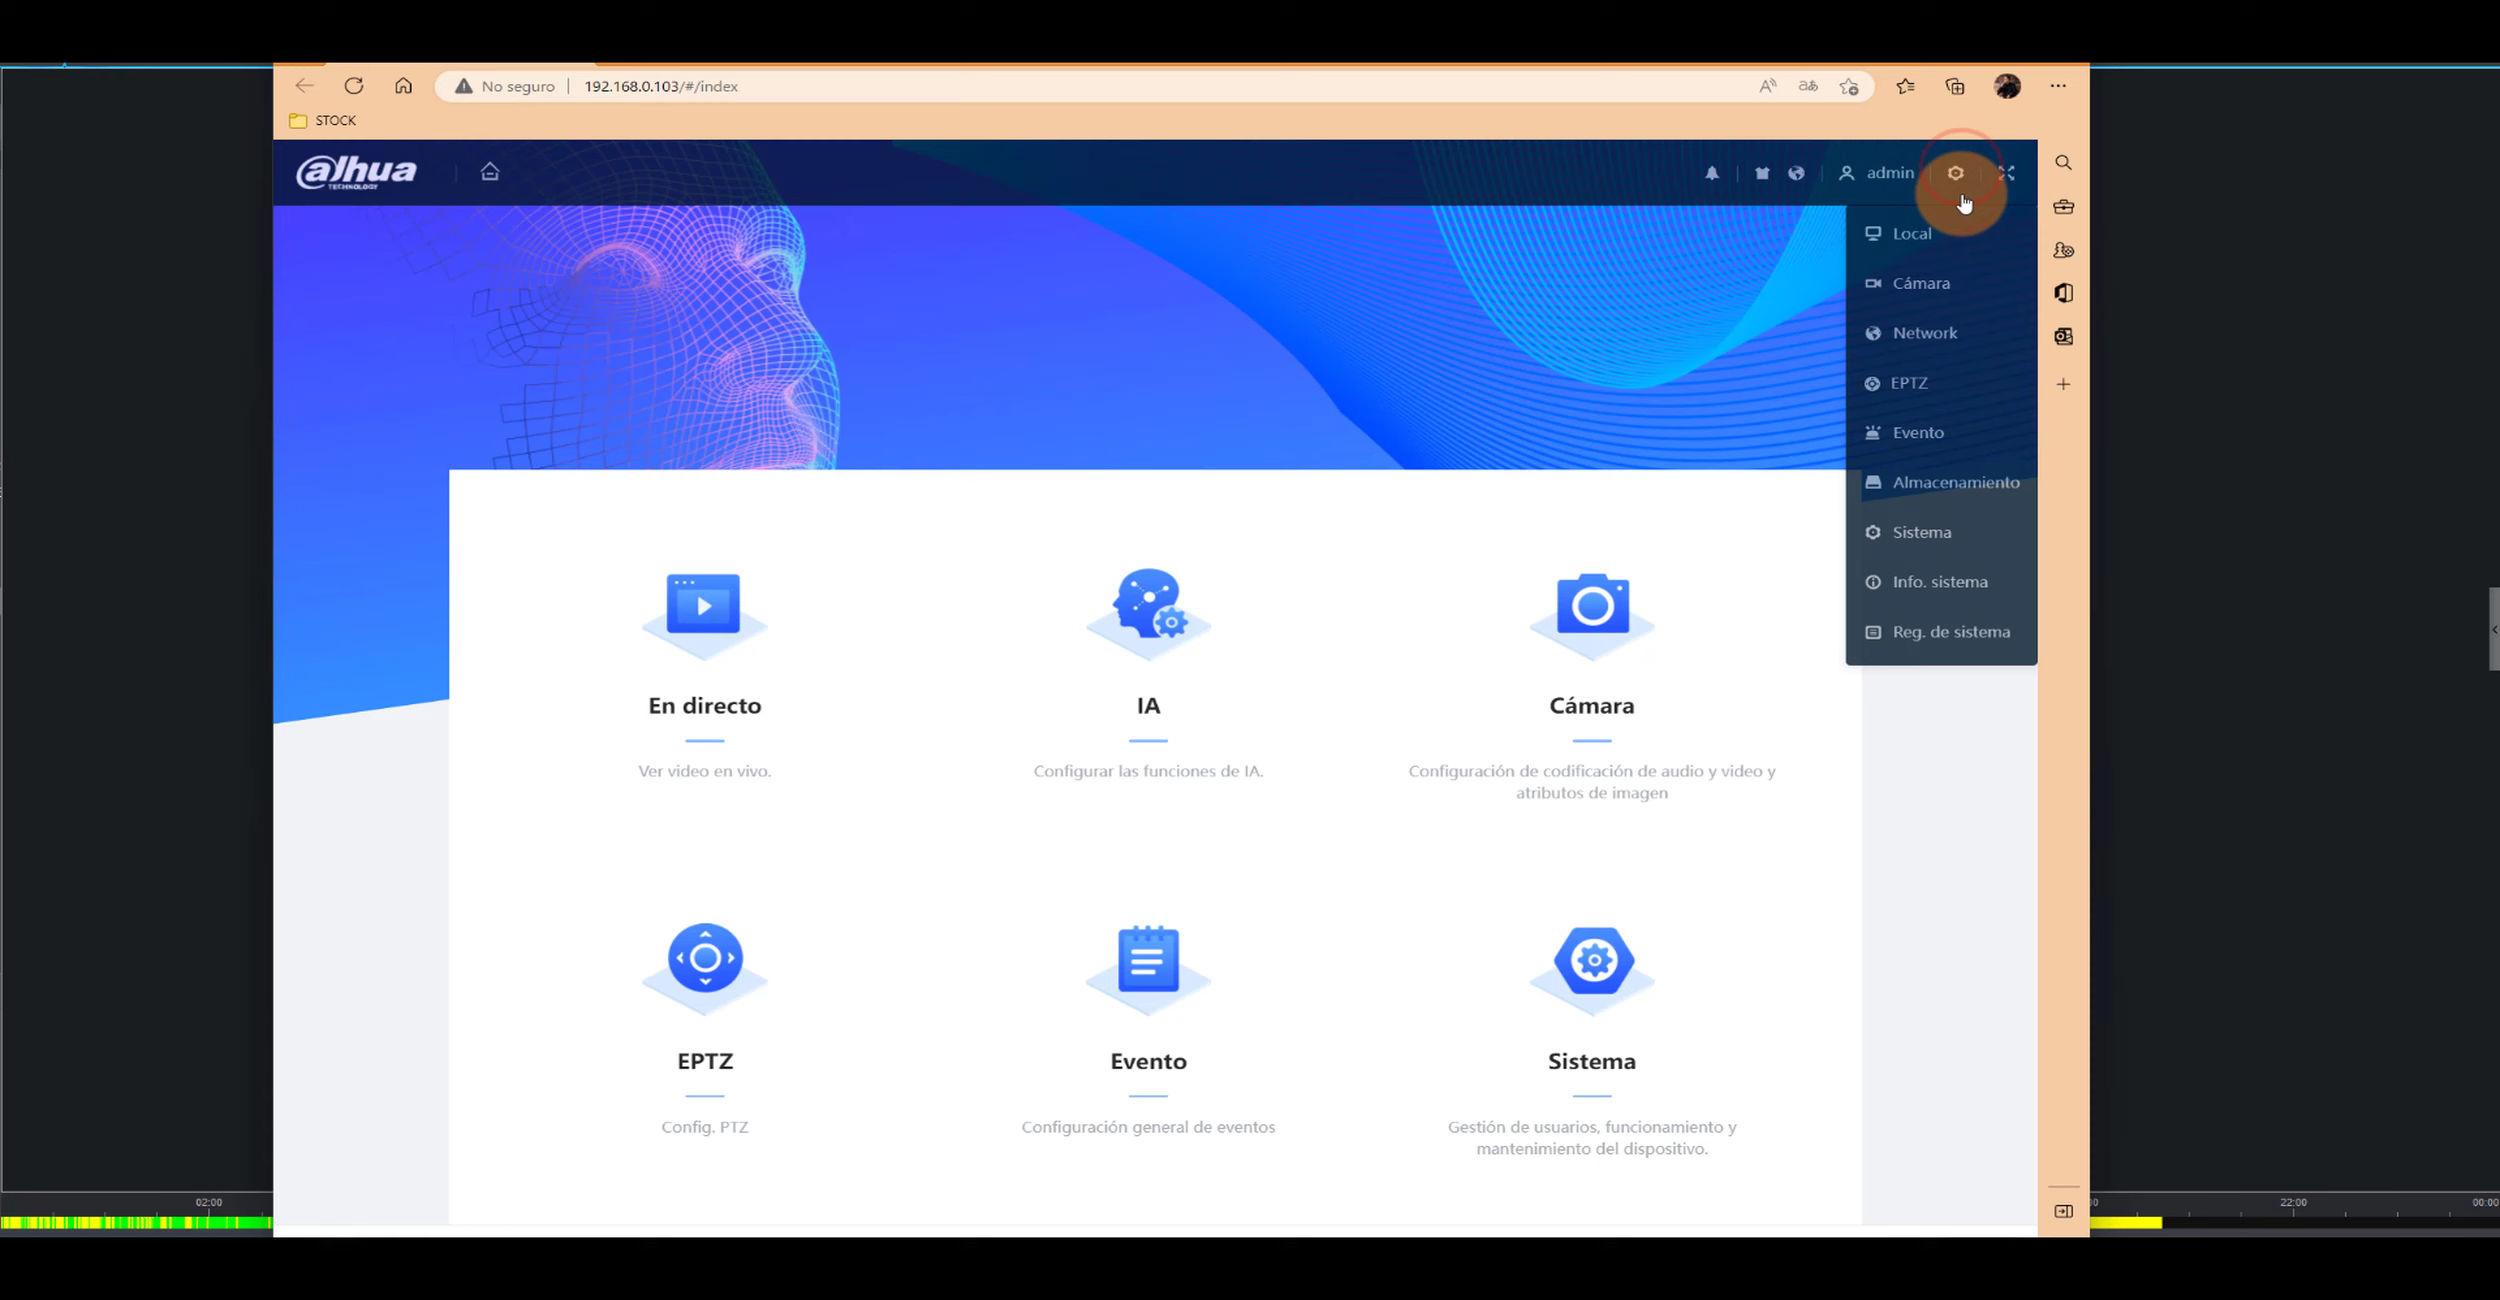 No seguro | 192.168.0.103/#/index
STOCK
alhua
TECHNOLOGY
admin
Local
Cámara
Network
EPTZ
Evento
Almacenamiento
Sistema
Info. sistema
Reg. de sistema
En directo
Ver video en vivo.
IA
Configurar las funciones de IA.
Cámara
Configuración de codificación de audio y video y
atributos de imagen
EPTZ
Config. PTZ
Evento
Configuración general de eventos
Sistema
Gestión de usuarios, funcionamiento y
mantenimiento del dispositivo.
02:00
22:00
00:00